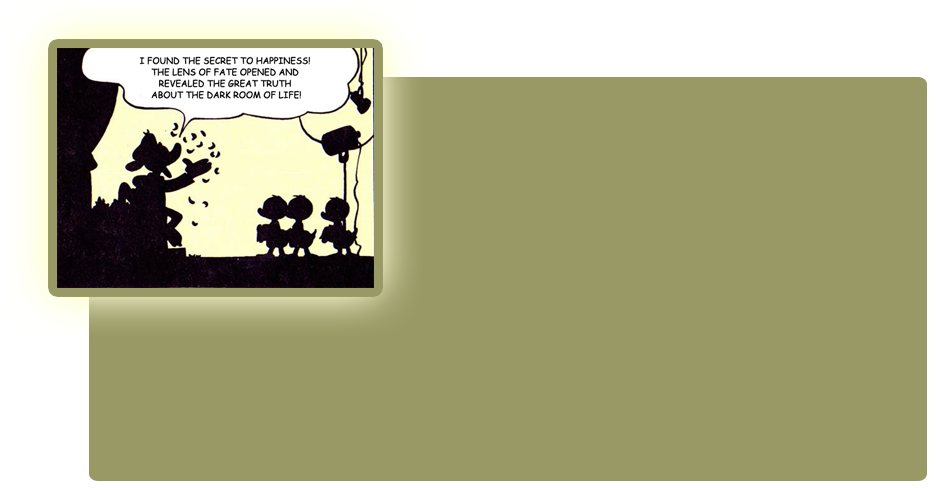 I FOUND THE SECRET TO HAPPINESS!
THE LENS OF FATE OPENED AND
REVEALED THE GREAT TRUTH
ABOUT THE DARK ROOM OF LIFE!